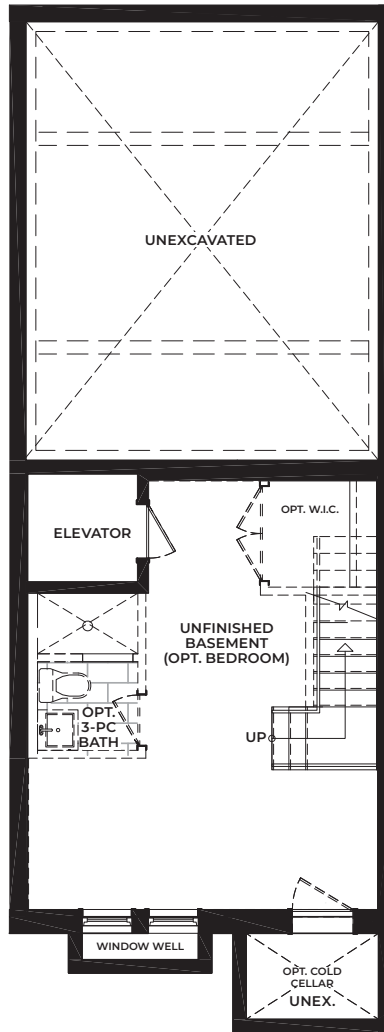 UNEXCAVATED
OPT. W.I.C.
ELEVATOR
UNFINISHED
BASEMENT
(OPT. BEDROOM)
OPT.
3-PC
BATH
UP
WINDOW WELL
OPT. COLD
CELLAR
UNEX.